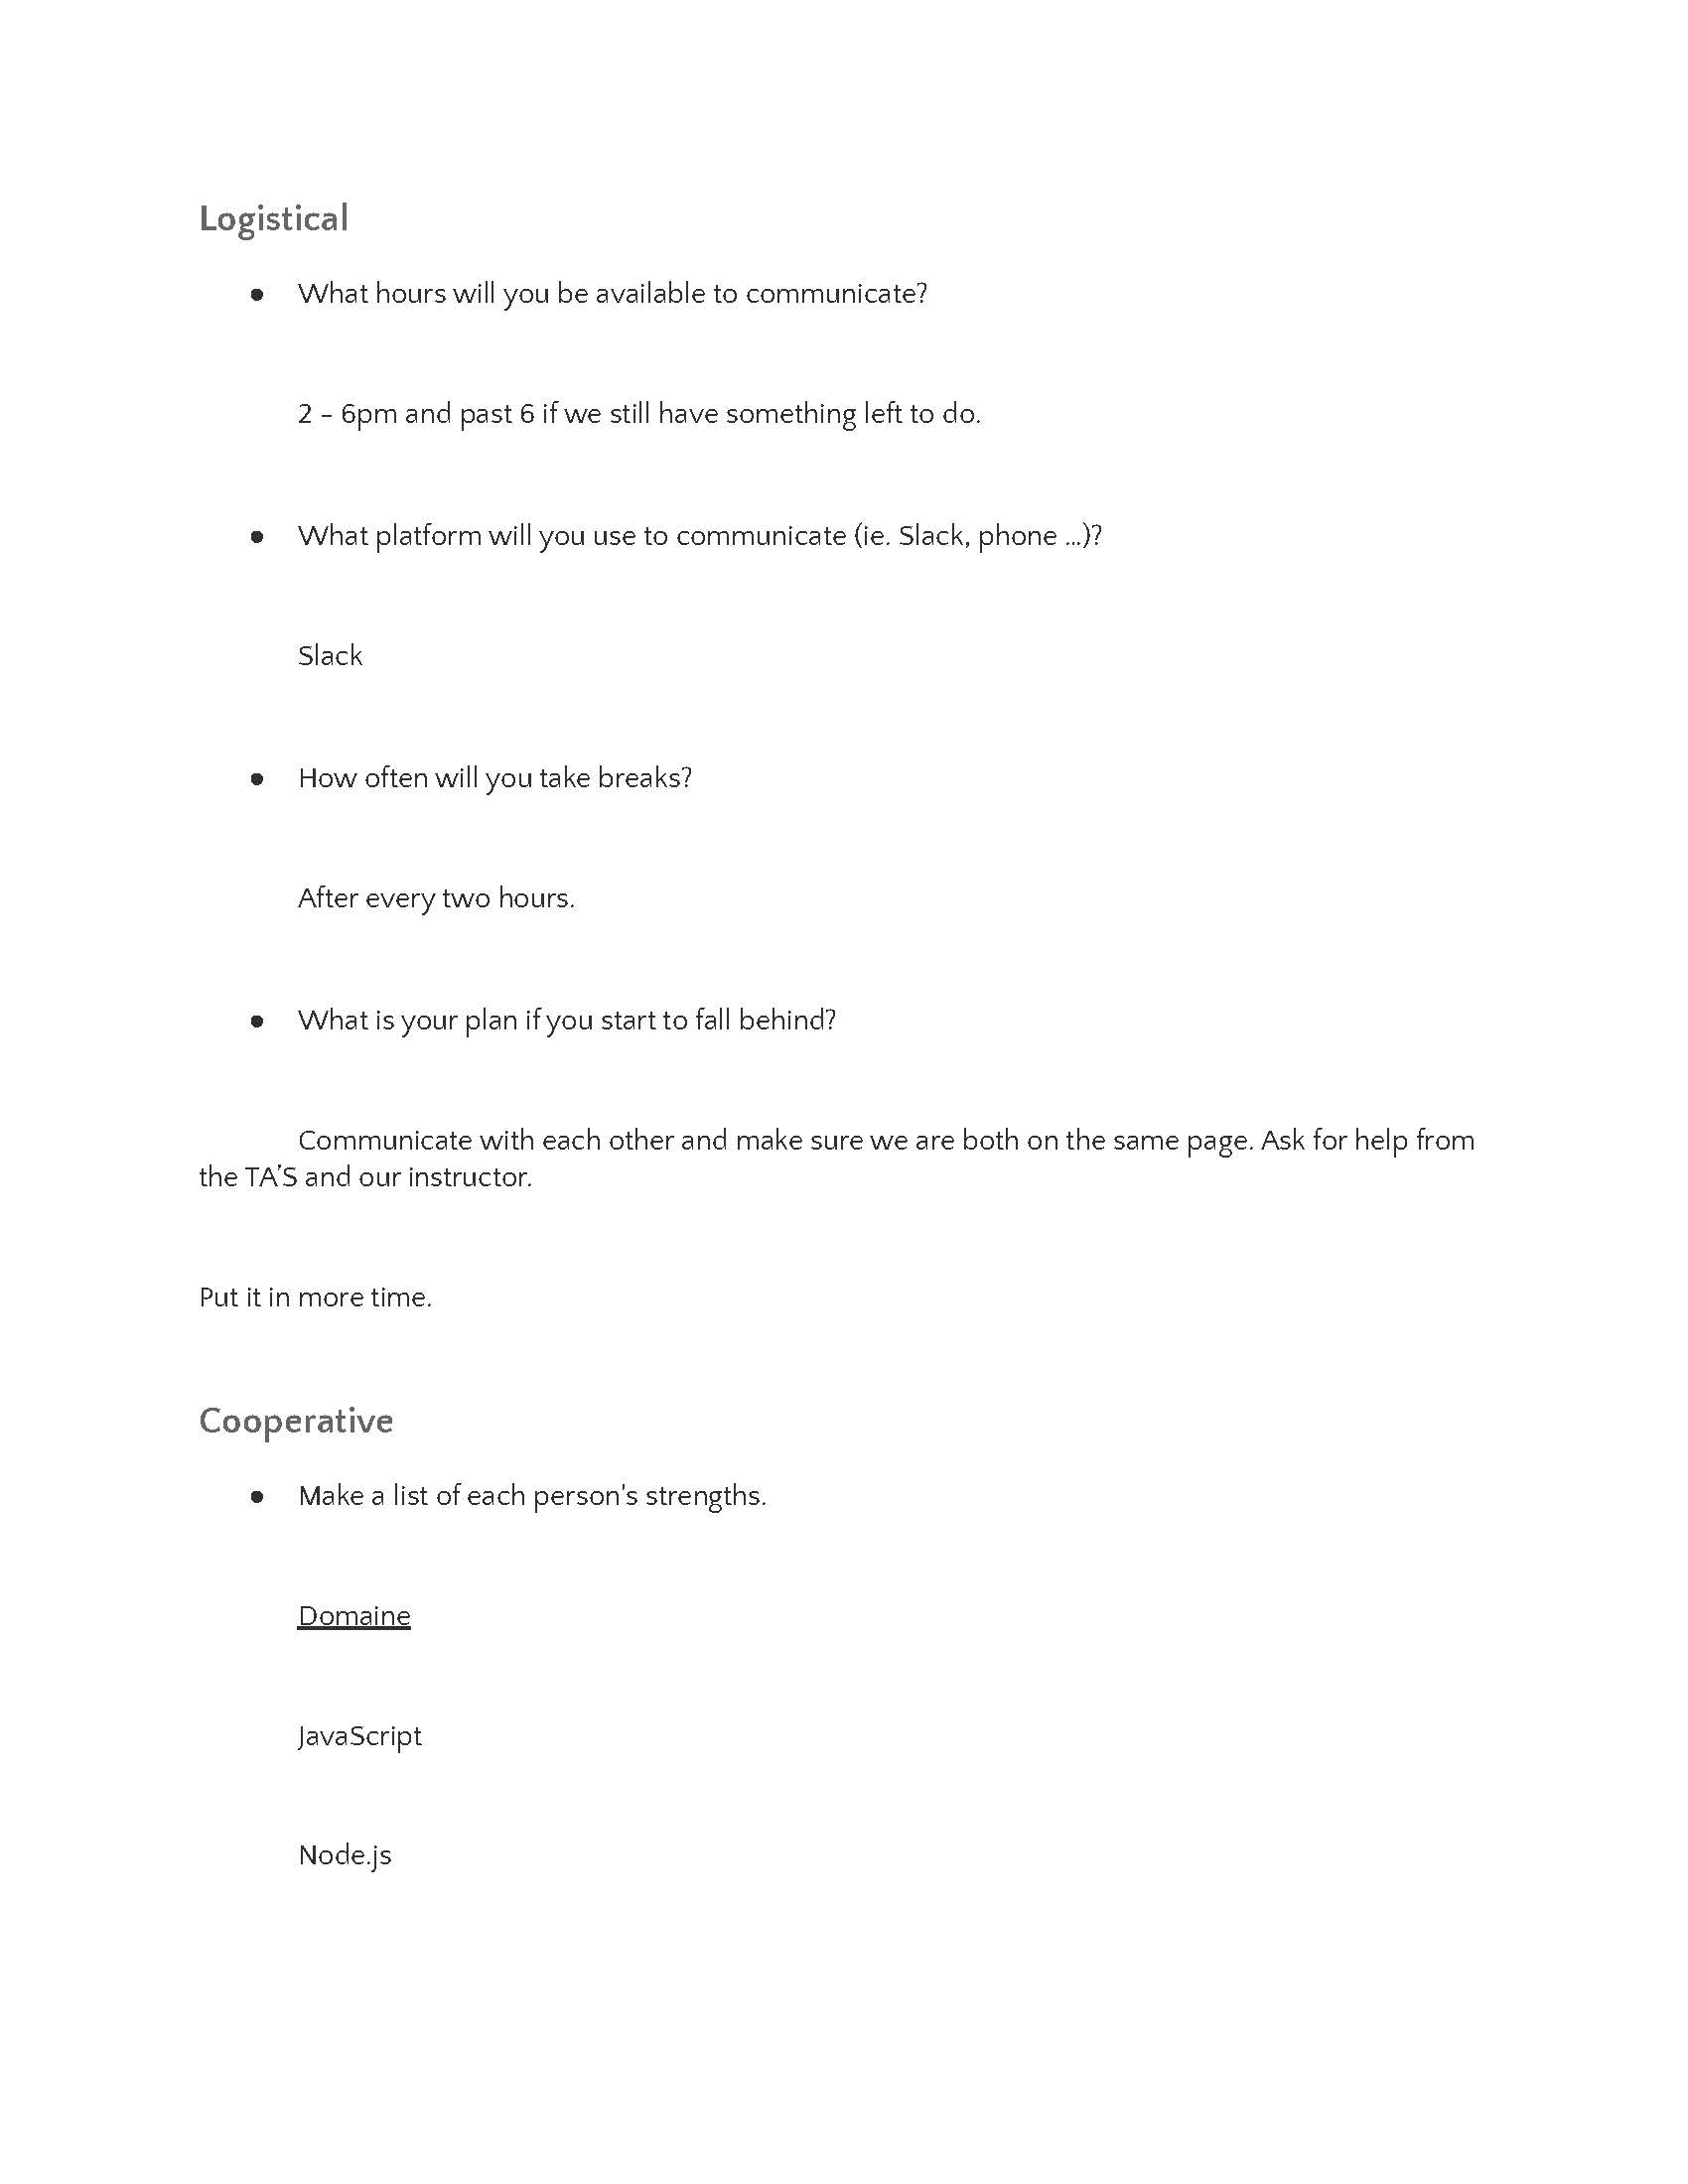 Logistical
● What hours will you be available to communicate?
2 – 6pm and past 6 if we still have something left to do.
● What platform will you use to communicate (ie. Slack, phone ...)?
Slack
● How often will you take breaks?
After every two hours.
● What is your plan if you start to fall behind?
Communicate with each other and make sure we are both on the same page. Ask for help from
the TA’S and our instructor.
Put it in more time.
Cooperative
● Make a list of each person's strengths.
Domaine
JavaScript
Node.js